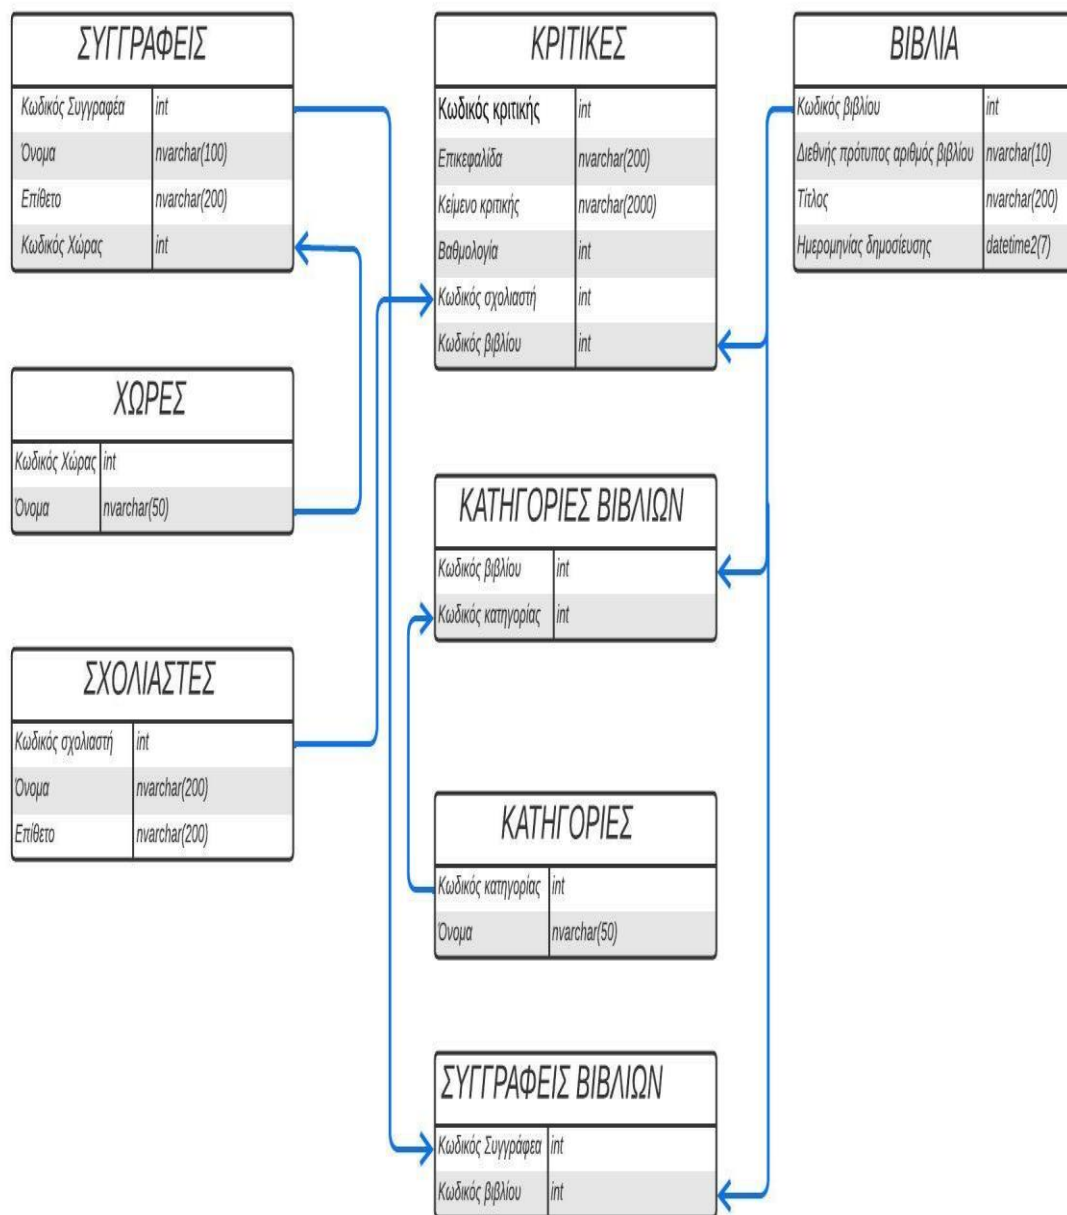 ΣΥΓΓΡΑΦΕΙΣ
Κωδικός Συγγραφέα int
Όνομα nvarchar(100)
Επίθετο nvarchar(200)
Κωδικός Χώρας int
ΧΩΡΕΣ
Κωδικός Χώρας int
Όνομα nvarchar(50)
ΣΧΟΛΙΑΣΤΕΣ
Κωδικός σχολιαστή int
Όνομα nvarchar(200)
Επίθετο nvarchar(200)
ΚΡΙΤΙΚΕΣ
Κωδικός κριτικής int
Επικεφαλίδα nvarchar(200)
Κείμενο κριτικής nvarchar(2000)
Βαθμολογία int
Κωδικός σχολιαστή int
Κωδικός βιβλίου int
ΚΑΤΗΓΟΡΙΕΣ ΒΙΒΛΙΩΝ
Κωδικός βιβλίου int
Κωδικός κατηγορίας int
ΚΑΤΗΓΟΡΙΕΣ
Κωδικός κατηγορίας int
Όνομα nvarchar(50)
ΣΥΓΓΡΑΦΕΙΣ ΒΙΒΛΙΩΝ
Κωδικός Συγγράφεα int
Κωδικός βιβλίου int
ΒΙΒΛΙΑ
Κωδικός βιβλίου int
Διεθνής πρότυπος αριθμός βιβλίου nvarchar(10)
Τίτλος nvarchar(200)
Ημερομηνίας δημοσίευσης datetime2(7)